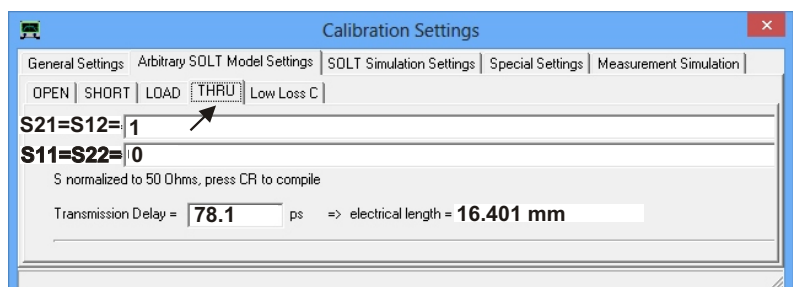 Calibration Settings
General Settings Arbitrary SOLT Model Settings SOLT Simulation Settings Special Settings Measurement Simulation
OPEN SHORT LOAD THRU Low Loss C
S21=S12= 1
S11=S22= 0
S normalized to 50 Ohms, press CR to compile
Transmission Delay = 78.1 ps => electrical length = 16.401 mm